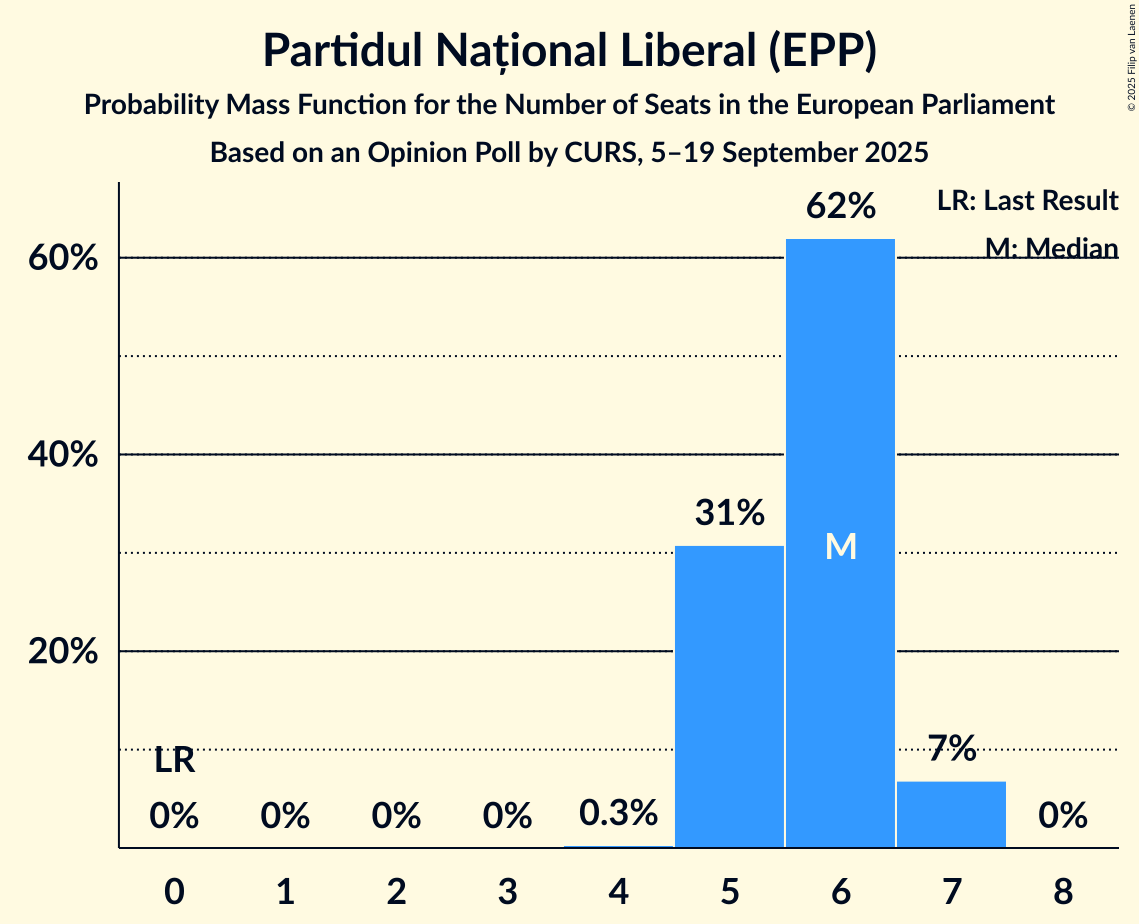 Partidul Național Liberal (EPP)
Probability Mass Function for the Number of Seats in the European Parliament
Based on an Opinion Poll by CURS, 5–19 September 2025
© 2025 Filip van Laenen
LR: Last Result
M: Median
62%
60%
40%
31%
M
20%
7%
LR
0% 0% 0% 0% 0.3% 0%
0 1 2 3 4 5 6 7 8